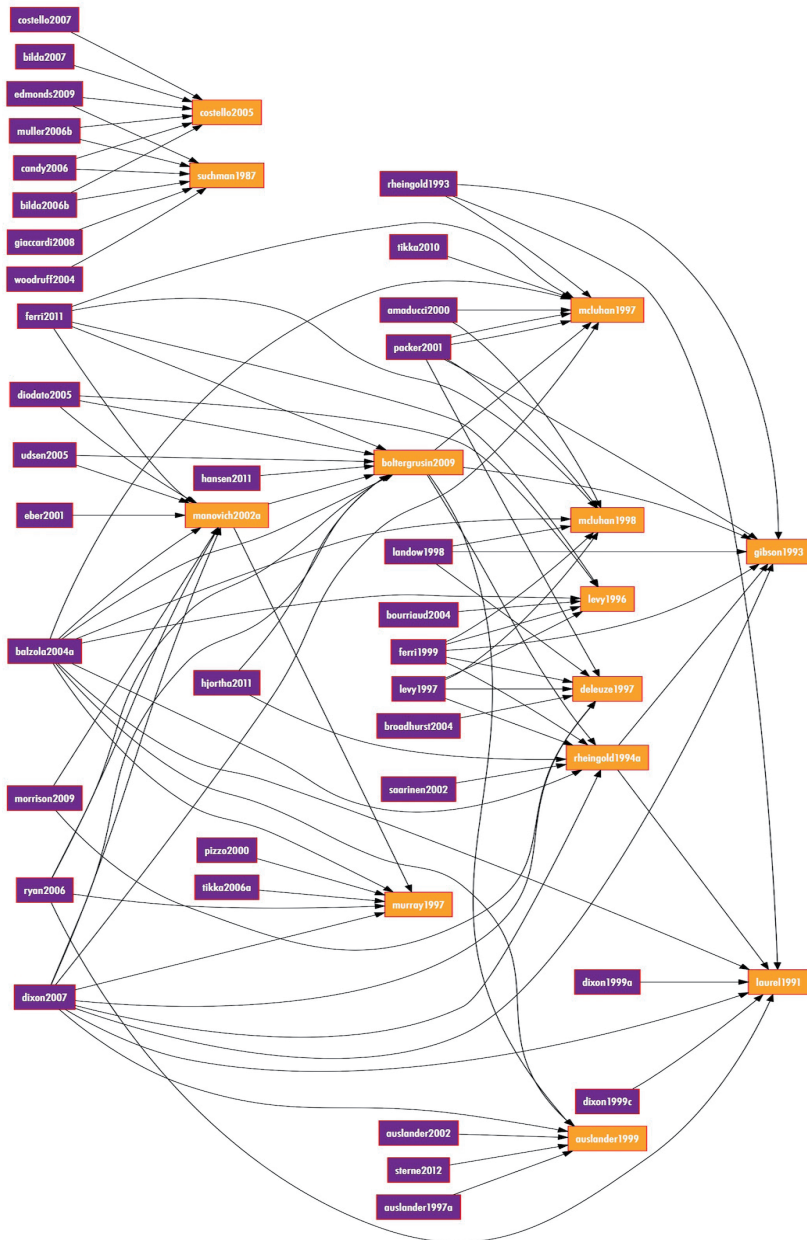 costello2007
bilda2007
edmonds2009
costello2005
muller2006b
candy2006
suchman1987
rheingold1993
bilda2006b
giaccardi2008
tikka2010
woodruff2004
ferri2011
amaducci2000
mcluhan1997
packer2001
diodato2005
udsen2005
boltergrusin2009
hansen2011
eber2001
manovich2002a
mcluhan1998
landow1998
gibson1993
levy1996
bourriaud2004
balzola2004a
ferri1999
hjortha2011
levy1997
deleuze1997
broadhurst2004
rheingold1994a
saarinen2002
morrison2009
pizzo2000
ryan2006
tikka2006a
murray1997
dixon2007
dixon1999a
laurel1991
dixon1999c
auslander2002
auslander1999
sterne2012
auslander1997a